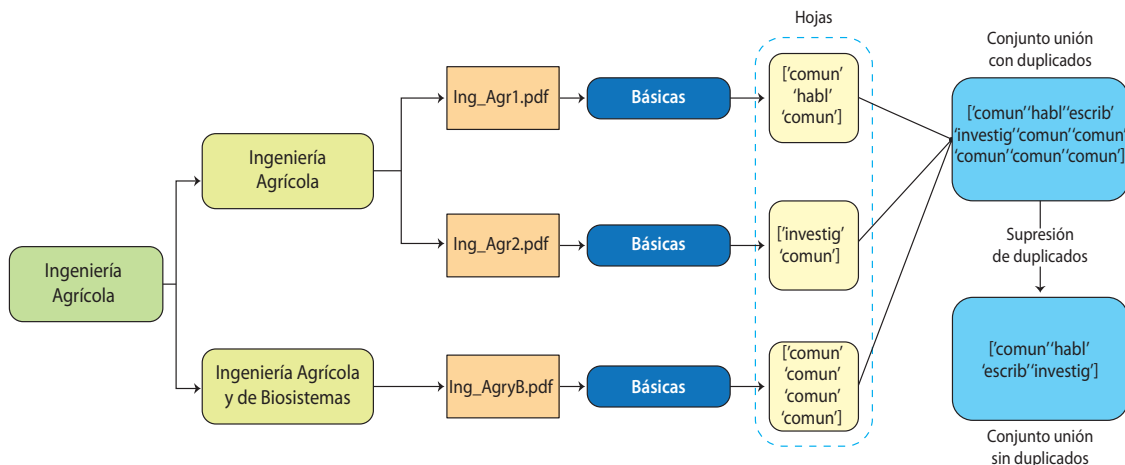 Hojas
Conjunto unión
con duplicados
Ing_Agr1.pdf
Básicas
['comun'
'habl'
'comun']
['comun''habl''escrib'
'investig''comun''comun'
'comun''comun''comun']
Ingeniería
Agrícola
Ing_Agr2.pdf
Básicas
['investig'
'comun']
Supresión
de duplicados
Ingeniería
Agrícola
Ingeniería Agrícola
y de Biosistemas
Ing_AgryB.pdf
Básicas
['comun'
'comun'
'comun'
'comun']
['comun''habl'
'escrib''investig']
Conjunto unión
sin duplicados